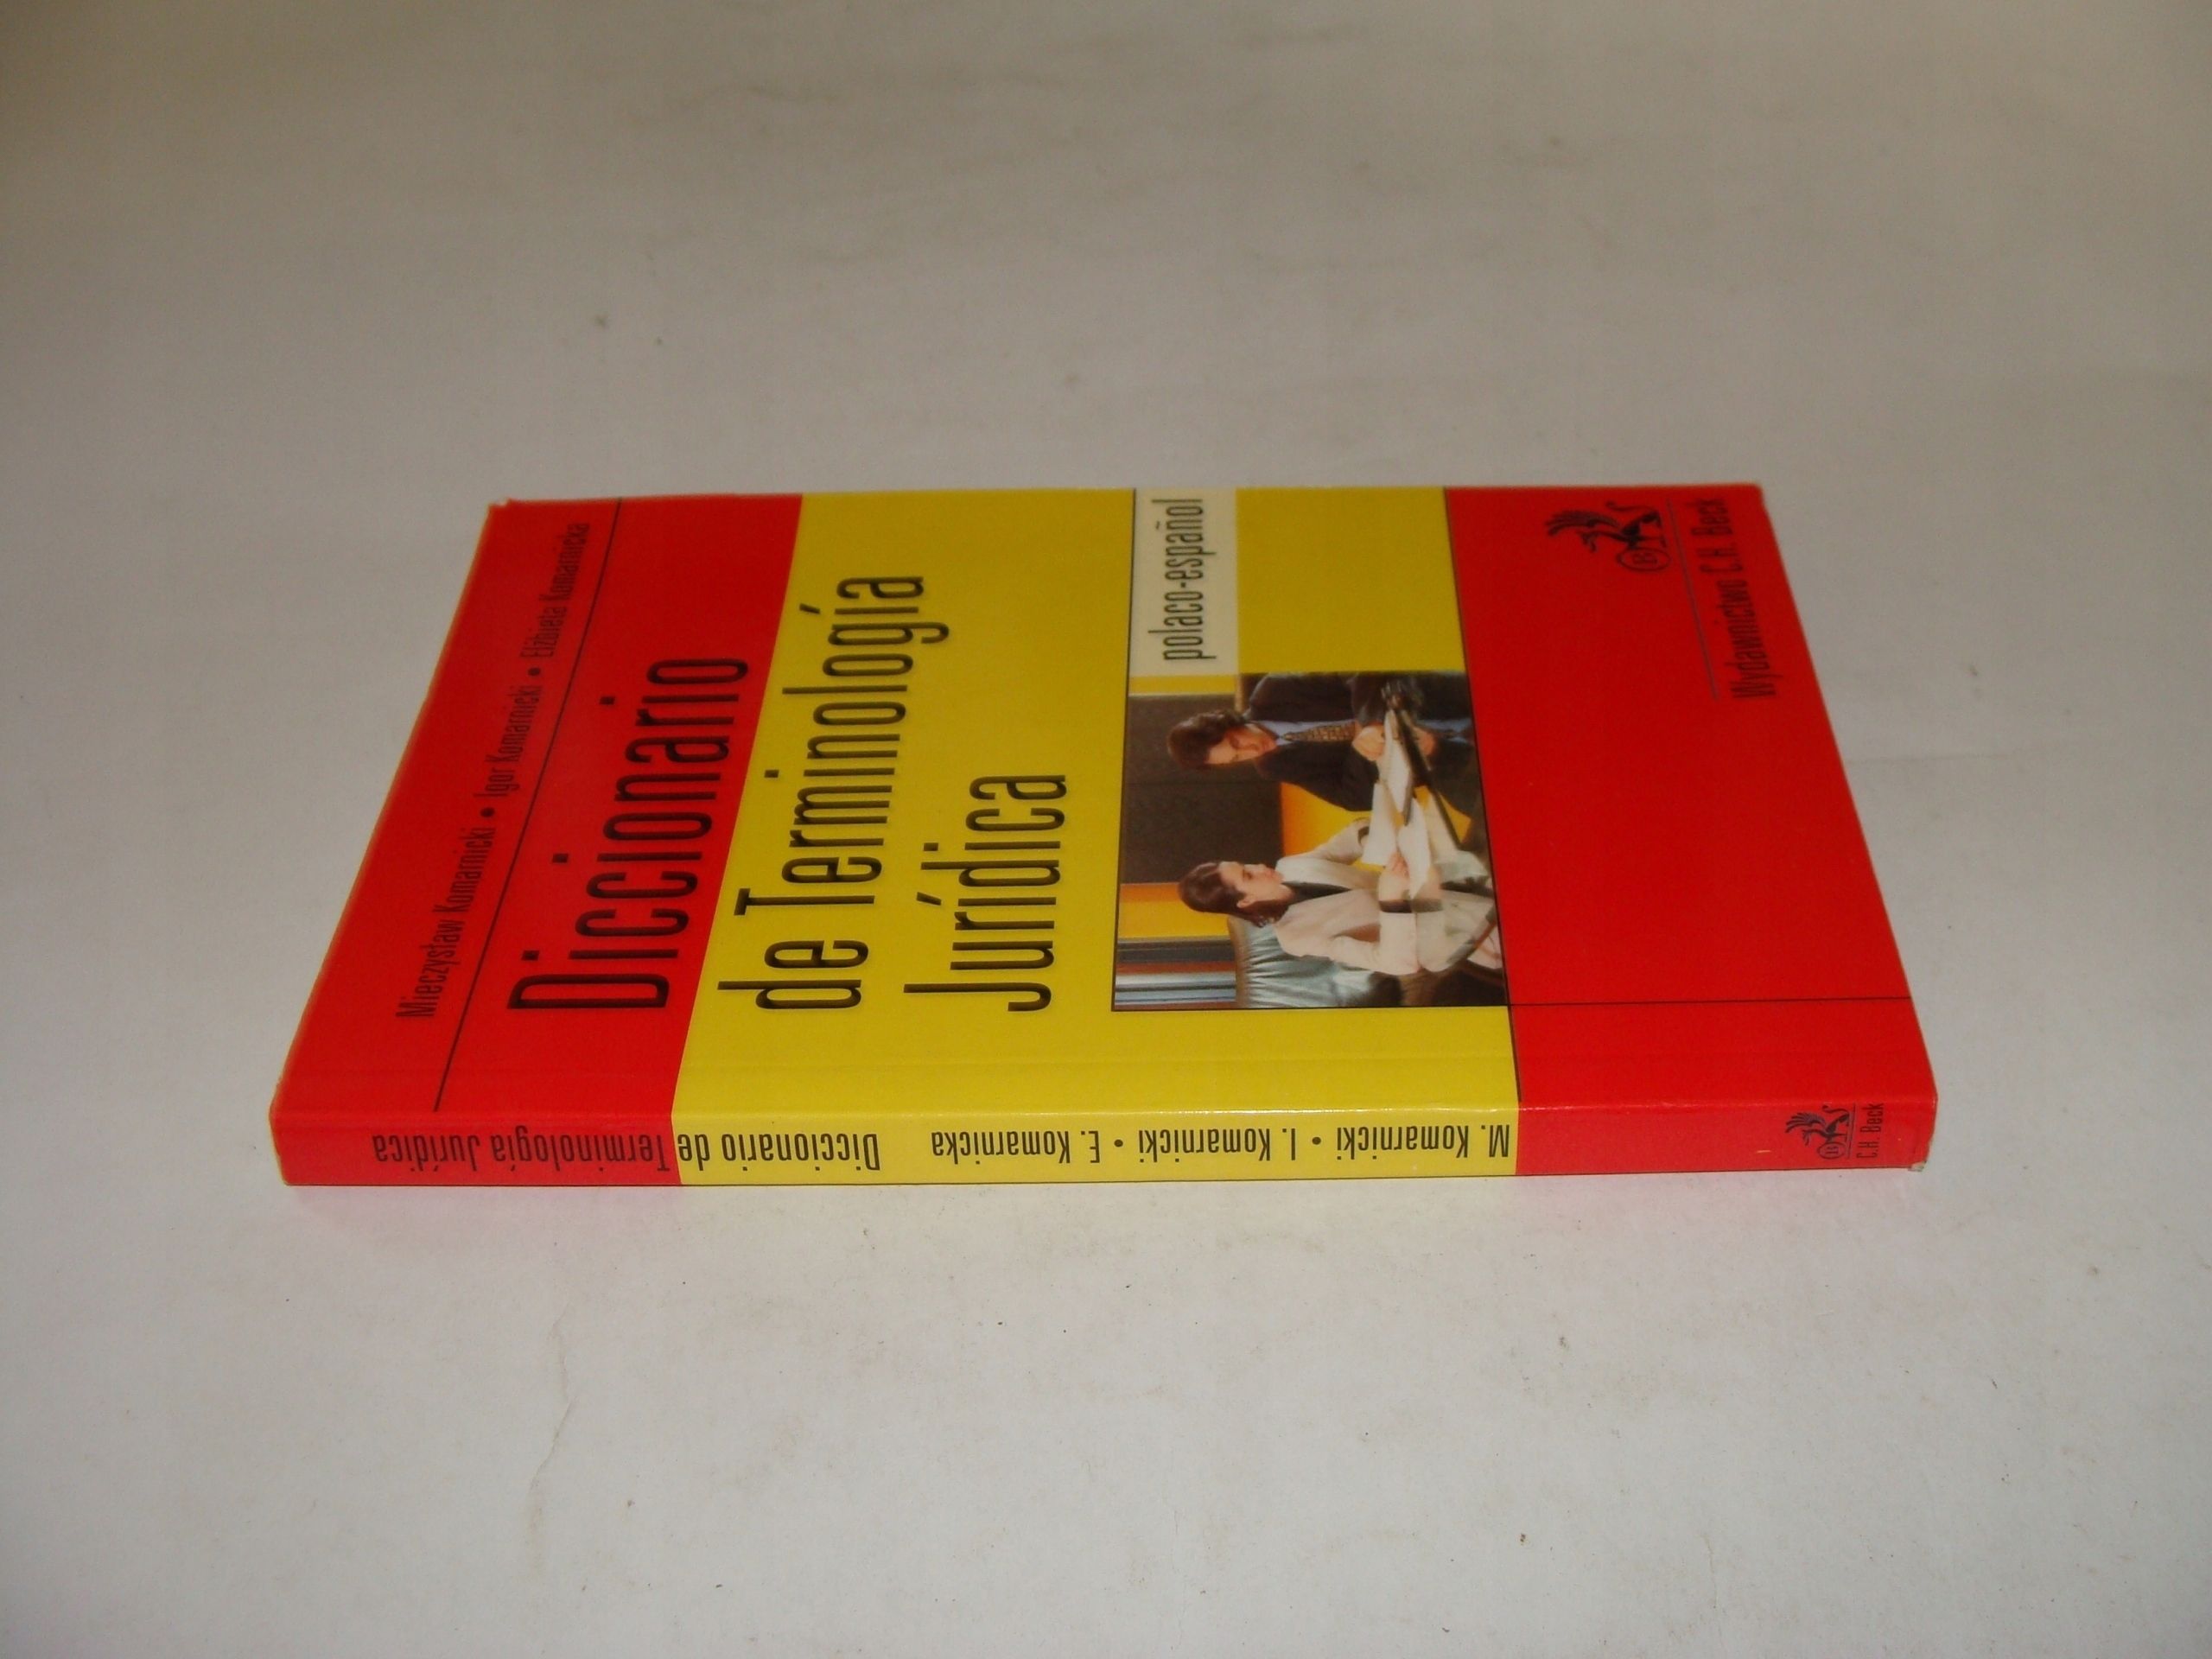 Mieczysław Komarnicki • Igor Komarnicki • Elżbieta Komarnicka
Diccionario
de Terminología
Jurídica
polaco-español
B
Wydawnictwo C.H. Beck
M. Komarnicki • I. Komarnicki • E. Komarnicka
Diccionario de Terminología Jurídica
B
C.H. Beck